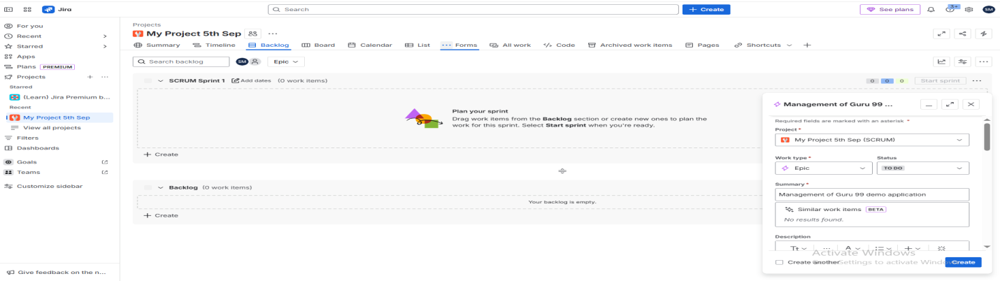 Jira
Search
+ Create
See plans
3+
SM
For you
Recent
Starred
Apps
Plans PREMIUM
Projects
Starred
(Learn) Jira Premium b...
Recent
My Project 5th Sep
View all projects
Filters
Dashboards
Goals
Teams
Customize sidebar
Give feedback on the n...
Projects
My Project 5th Sep
Summary Timeline Backlog Board Calendar List Forms All work Code Archived work items Pages Shortcuts
Search backlog SM Epic
SCRUM Sprint 1 Add dates (0 work items) 0 0 0 Start sprint
Plan your sprint
Drag work items from the Backlog section or create new ones to plan the
work for this sprint. Select Start sprint when you're ready.
+ Create
Backlog (0 work items)
Your backlog is empty.
+ Create
Management of Guru 99 ...
Required fields are marked with an asterisk *
Project *
My Project 5th Sep (SCRUM)
Work type * Status
Epic TO DO
Summary *
Management of Guru 99 demo application
Similar work items BETA
No results found.
Description
Tt A
Activate Windows
Create another Settings to activate Windo
Create